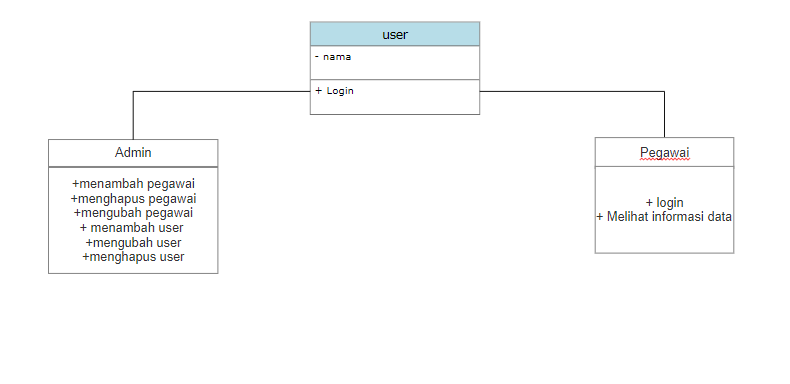 user
- nama
+ Login
Admin
+menambah pegawai
+menghapus pegawai
+mengubah pegawai
+ menambah user
+mengubah user
+menghapus user
Pegawai
+ login
+ Melihat informasi data